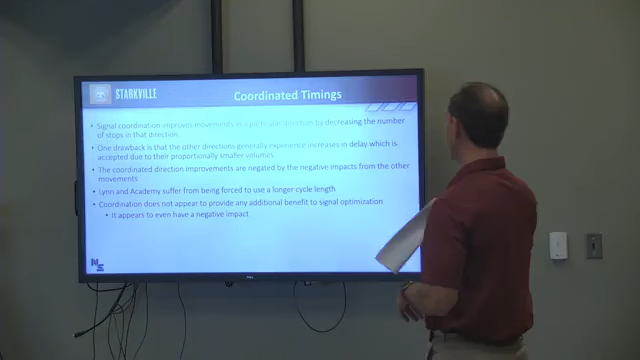 STARKVILLE
Coordinated Timings
Signal coordination improves movements in a particular direction by decreasing the number
of stops in that direction.
One drawback is that the other directions generally experience increases in delay which is
accepted due to their proportionally smaller volumes
The coordinated direction improvements are negated by the negative impacts from the other
movements
Lynn and Academy suffer from being forced to use a longer cycle length
Coordination does not appear to provide any additional benefit to signal optimization
It appears to even have a negative impact